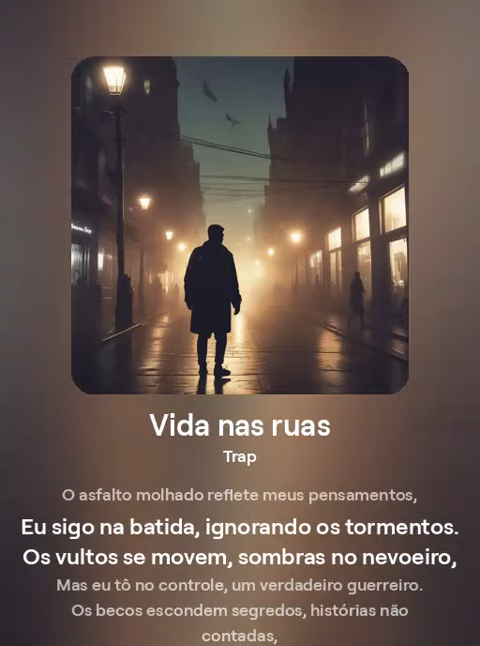 Vida nas ruas
Trap
O asfalto molhado reflete meus pensamentos,
Eu sigo na batida, ignorando os tormentos.
Os vultos se movem, sombras no nevoeiro,
Mas eu tô no controle, um verdadeiro guerreiro.
Os becos escondem segredos, histórias não
contadas,